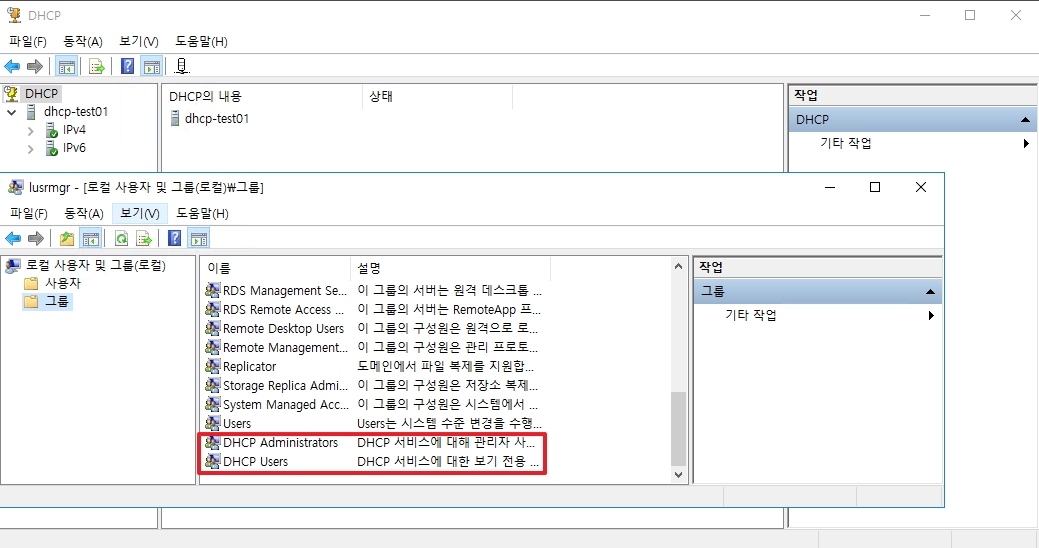 DHCP
파일(F) 동작(A) 보기(V) 도움말(H)
DHCP
dhcp-test01
IPv4
IPv6
DHCP의 내용 상태
dhcp-test01
작업
DHCP
기타 작업
lusrmgr - [로컬 사용자 및 그룹(로컬)₩그룹]
파일(F) 동작(A) 보기(V) 도움말(H)
로컬 사용자 및 그룹(로컬)
사용자
그룹
이름 설명
RDS Management Se... 이 그룹의 서버는 원격 데스크톱 ...
RDS Remote Access ... 이 그룹의 서버는 RemoteApp 프...
Remote Desktop Users 이 그룹의 구성원은 원격으로 로...
Remote Management... 이 그룹의 구성원은 관리 프로토...
Replicator 도메인에서 파일 복제를 지원합...
Storage Replica Admi... 이 그룹의 구성원은 저장소 복제...
System Managed Acc... 이 그룹의 구성원은 시스템에서 ...
Users Users는 시스템 수준 변경을 수행...
DHCP Administrators DHCP 서비스에 대해 관리자 사...
DHCP Users DHCP 서비스에 대한 보기 전용 ...
작업
그룹
기타 작업